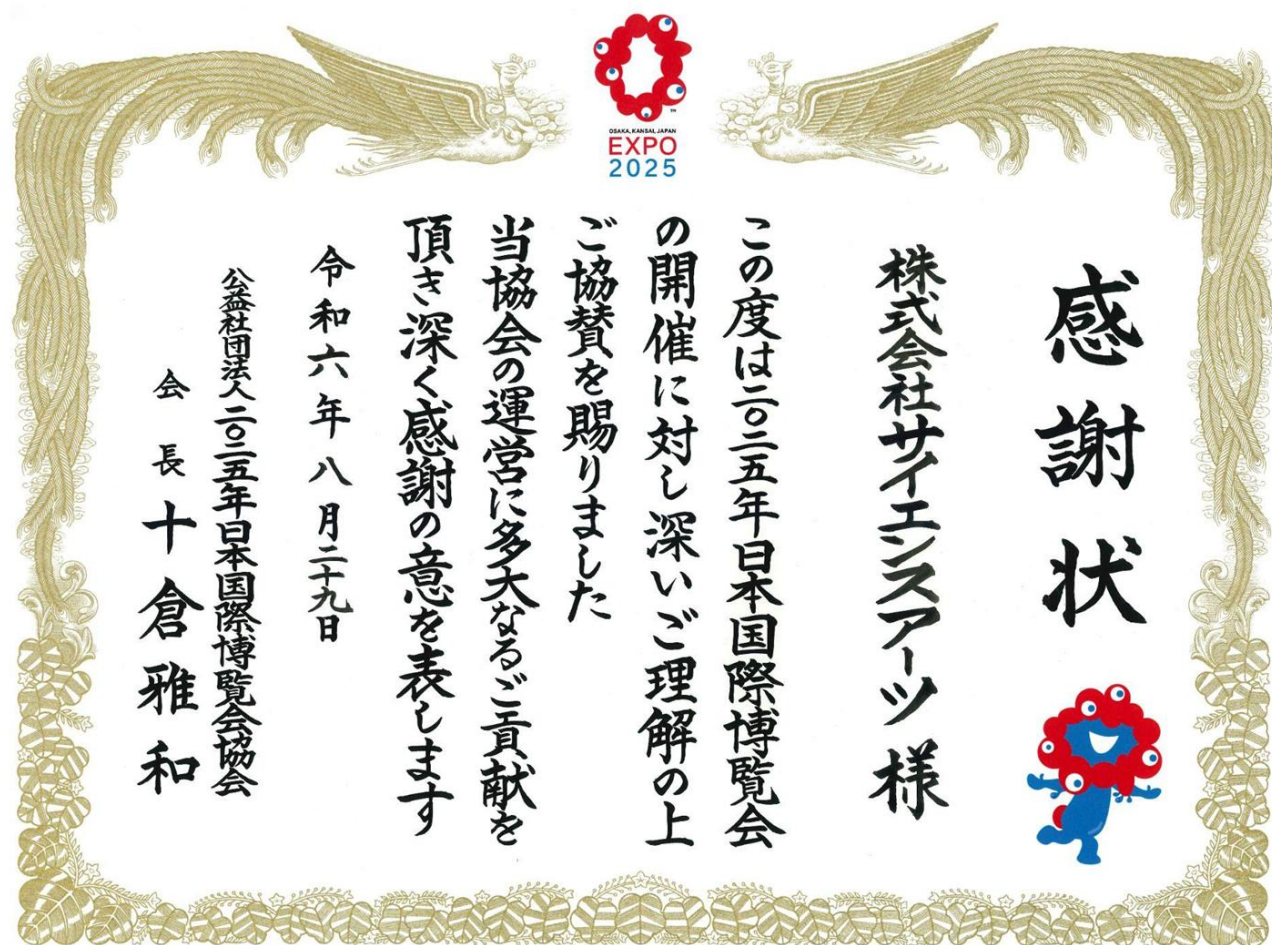 感謝状
株式会社サイエンスアーツ 様
この度は二〇二五年日本国際博覧会
の開催に対し深いご理解の上
ご協賛を賜りました
当協会の運営に多大なるご貢献を
頂き深く感謝の意を表します
令和六年八月二十九日
公益社団法人二〇二五年日本国際博覧会協会
会長 十倉雅和
OSAKA, KANSAI, JAPAN
EXPO
2025
TM